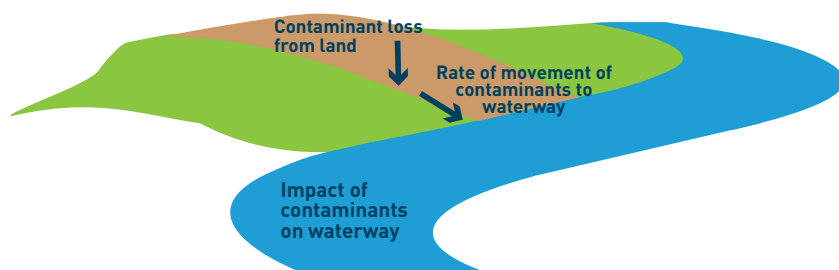 Contaminant loss
from land
Rate of movement of
contaminants to
waterway
Impact of
contaminants
on waterway